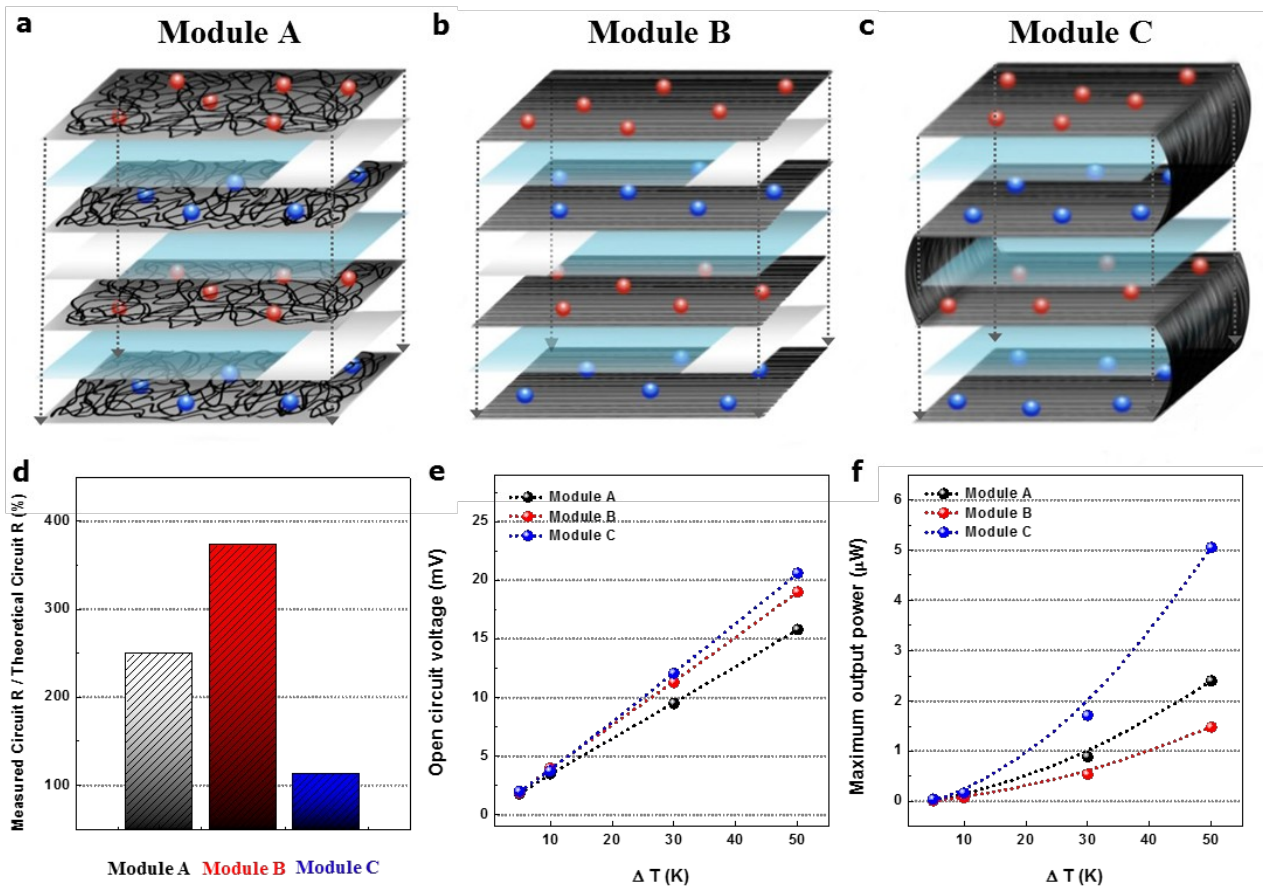 a
Module A
b
Module B
c
Module C
d
Measured Circuit R / Theoretical Circuit R (%)
400
300
200
100
Module A Module B Module C
e
Open circuit voltage (mV)
Module A
Module B
Module C
25
20
15
10
5
0
10 20 30 40 50
Δ T (K)
f
Maximum output power (μW)
Module A
Module B
Module C
6
5
4
3
2
1
0
10 20 30 40 50
Δ T (K)